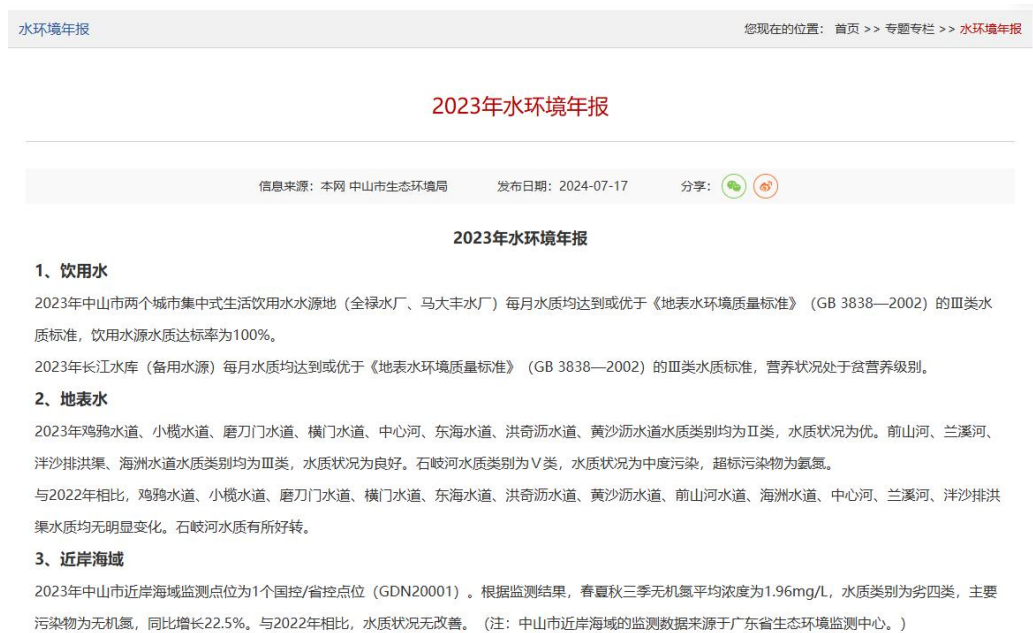 水环境年报
您现在的位置： 首页 >> 专题专栏 >> 水环境年报
2023年水环境年报
信息来源：本网 中山市生态环境局 发布日期：2024-07-17 分享：
2023年水环境年报
1、饮用水
2023年中山市两个城市集中式生活饮用水水源地（全禄水厂、马大丰水厂）每月水质均达到或优于《地表水环境质量标准》（GB 3838—2002）的Ⅲ类水
质标准，饮用水源水质达标率为100%。
2023年长江水库（备用水源）每月水质均达到或优于《地表水环境质量标准》（GB 3838—2002）的Ⅲ类水质标准，营养状况处于贫营养级别。
2、地表水
2023年鸡鸦水道、小榄水道、磨刀门水道、横门水道、中心河、东海水道、洪奇沥水道、黄沙沥水道水质类别均为Ⅱ类，水质状况为优。前山河、兰溪河、
泮沙排洪渠、海洲水道水质类别均为Ⅲ类，水质状况为良好。石岐河水质类别为Ⅴ类，水质状况为中度污染，超标污染物为氨氮。
与2022年相比，鸡鸦水道、小榄水道、磨刀门水道、横门水道、东海水道、洪奇沥水道、黄沙沥水道、前山河水道、海洲水道、中心河、兰溪河、泮沙排洪
渠水质均无明显变化。石岐河水质有所好转。
3、近岸海域
2023年中山市近岸海域监测点位为1个国控/省控点位（GDN20001）。根据监测结果，春夏秋三季无机氮平均浓度为1.96mg/L，水质类别为劣四类，主要
污染物为无机氮，同比增长22.5%。与2022年相比，水质状况无改善。（注：中山市近岸海域的监测数据来源于广东省生态环境监测中心。）